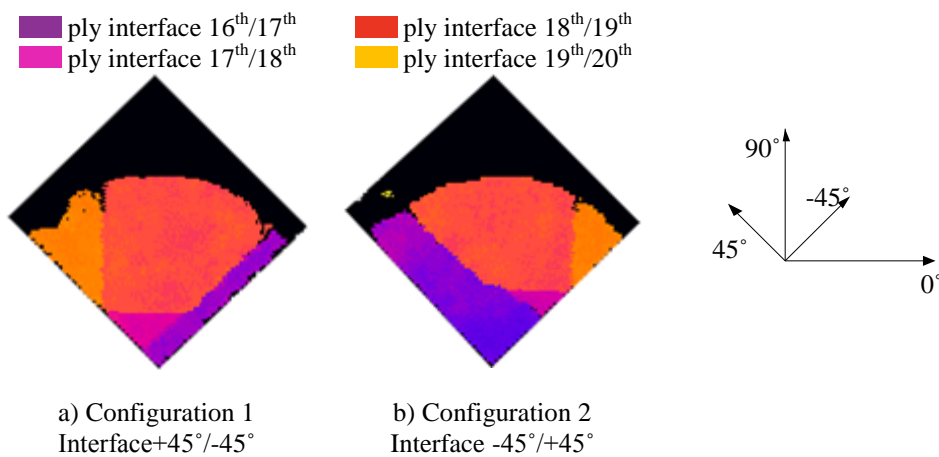 ply interface 16th/17th
ply interface 17th/18th
ply interface 18th/19th
ply interface 19th/20th
90°
-45°
45°
0°
a) Configuration 1
Interface+45°/-45°
b) Configuration 2
Interface -45°/+45°